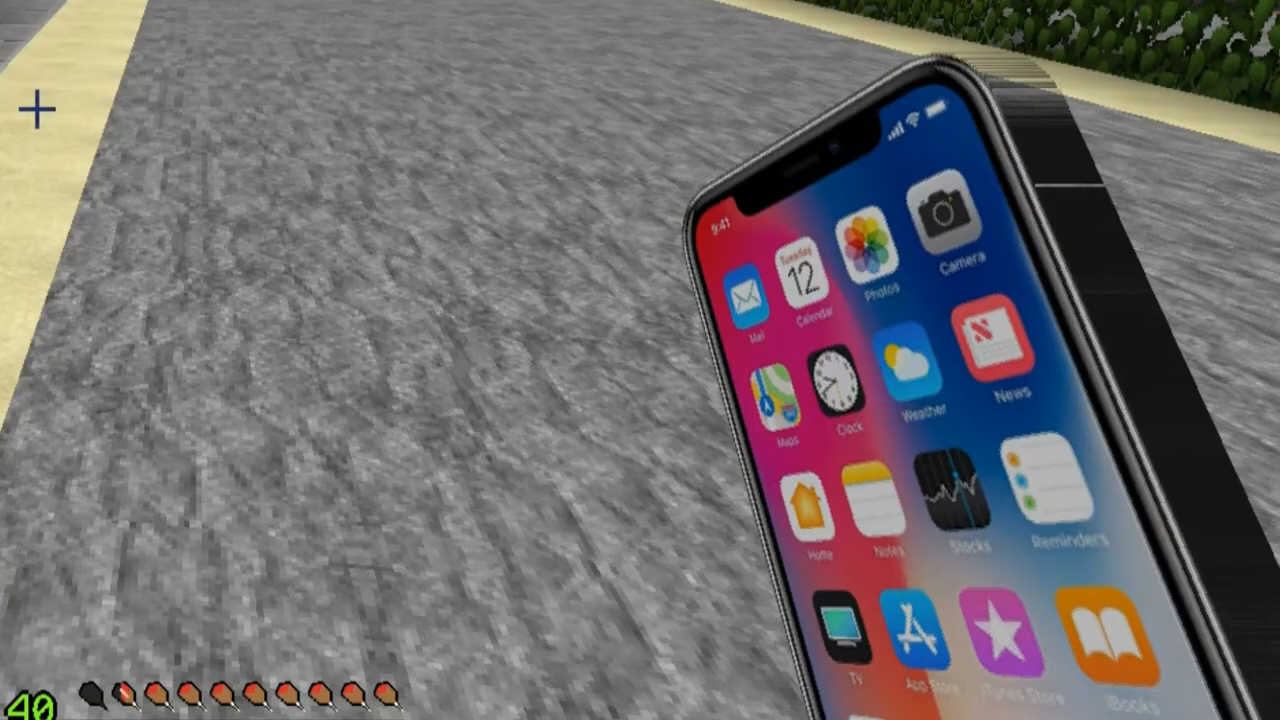 9:41
Mail
Tuesday
12
Calendar
Photos
Camera
Maps
Clock
Weather
News
Home
Notes
Stocks
Reminders
TV
App Store
iTunes Store
iBooks
40